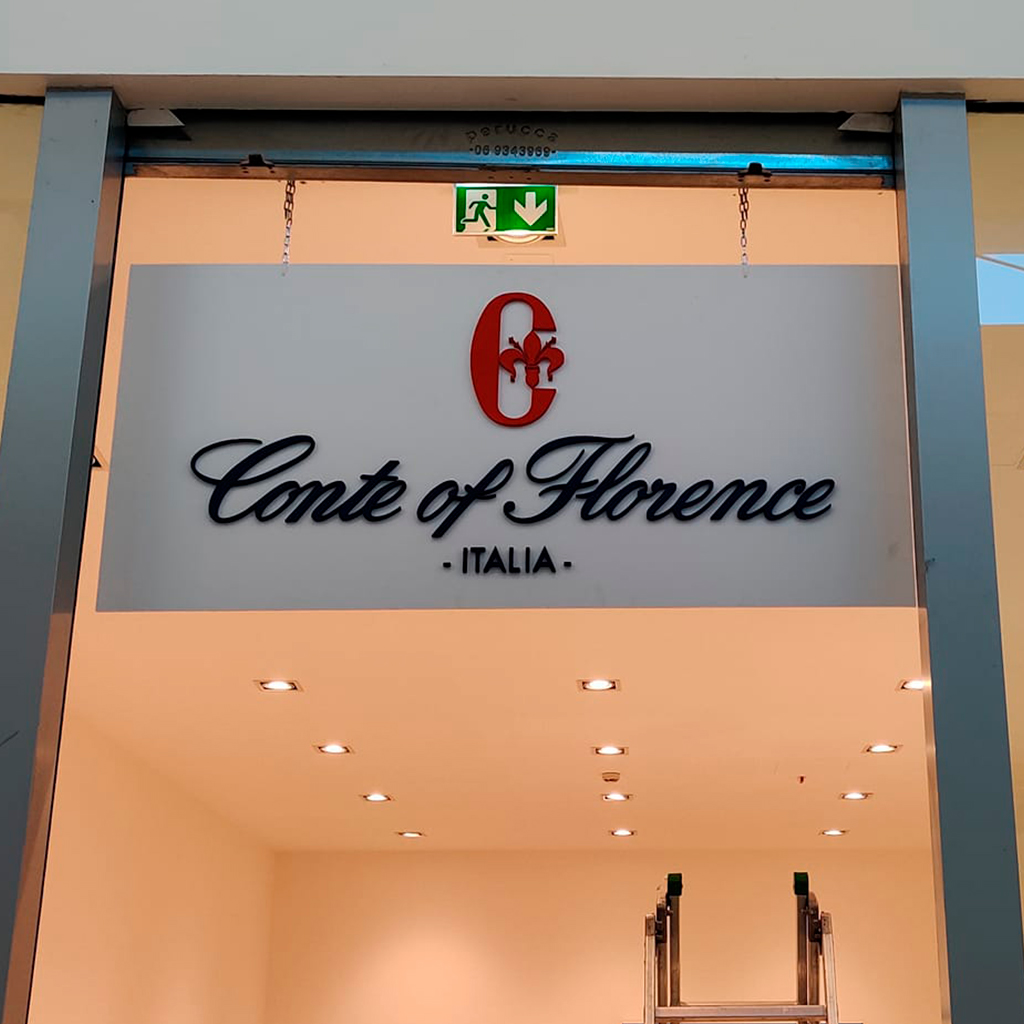 perucca
-06 9343969-
C
Conte of Florence
- ITALIA -